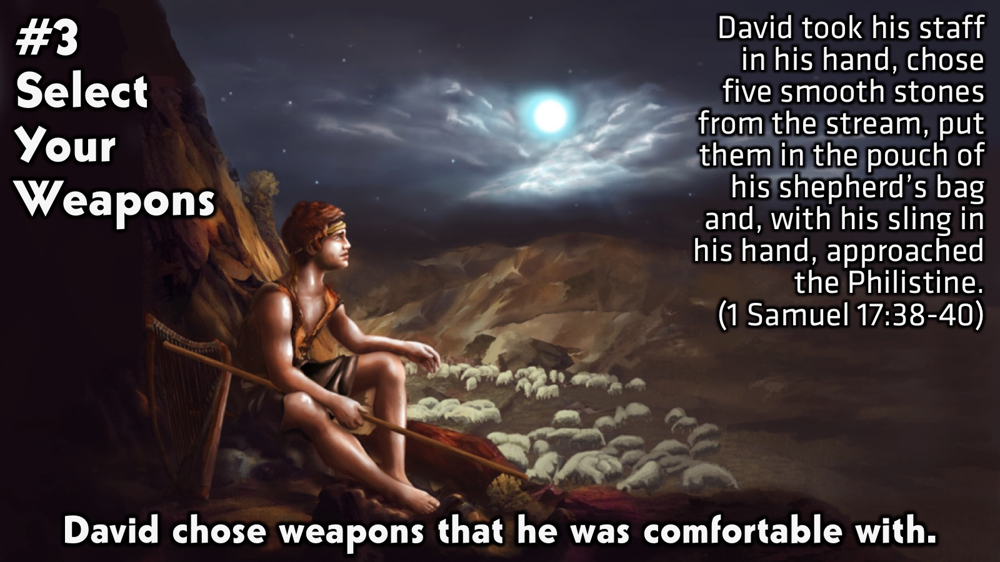 #3
Select
Your
Weapons
David took his staff
in his hand, chose
five smooth stones
from the stream, put
them in the pouch of
his shepherd’s bag
and, with his sling in
his hand, approached
the Philistine.
(1 Samuel 17:38-40)
David chose weapons that he was comfortable with.